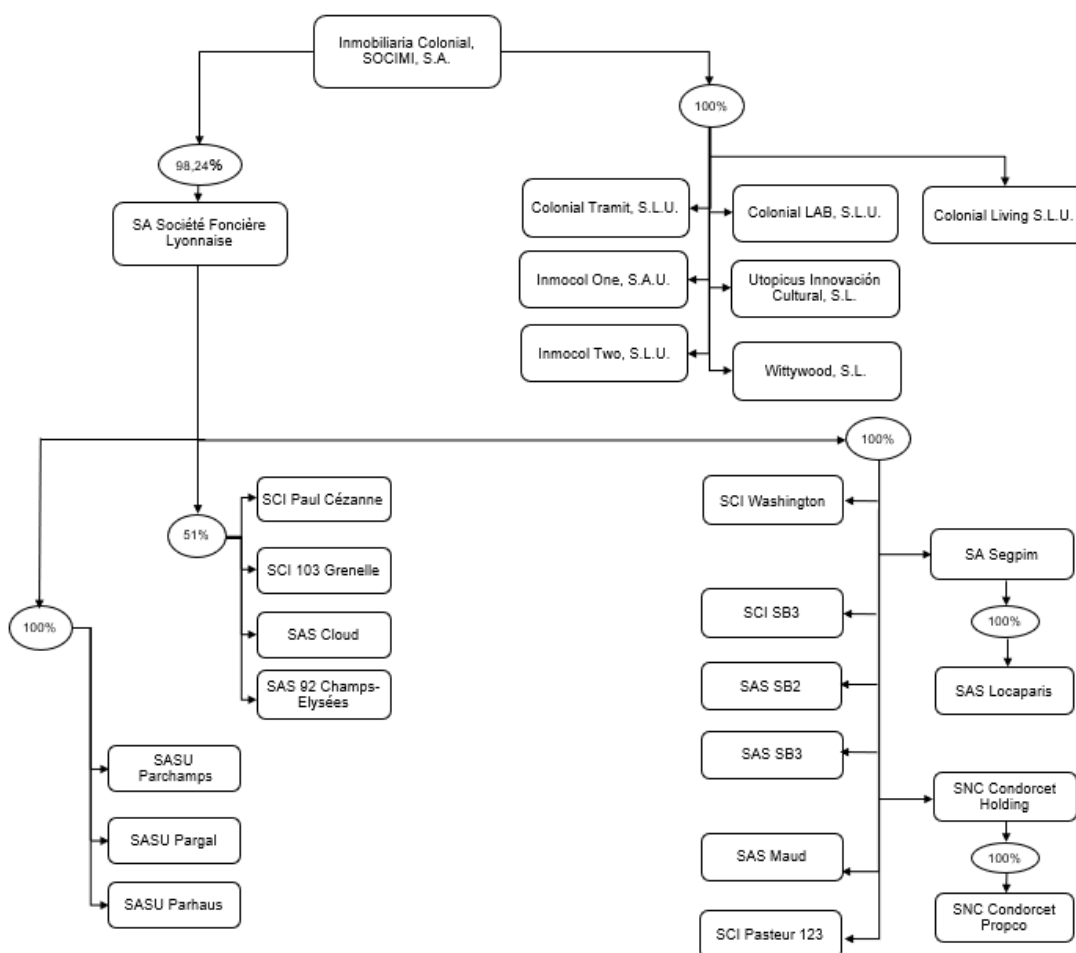 Inmobiliaria Colonial,
SOCIMI, S.A.
100%
98,24%
Colonial Tramit, S.L.U.
Colonial LAB, S.L.U.
Colonial Living S.L.U.
SA Société Foncière
Lyonnaise
Inmocol One, S.A.U.
Utopicus Innovación
Cultural, S.L.
Inmocol Two, S.L.U.
Wittywood, S.L.
100%
SCI Paul Cézanne
SCI Washington
51%
SA Segpim
SCI 103 Grenelle
SCI SB3
100%
100%
SAS Cloud
SAS 92 Champs-
Elysées
SAS SB2
SAS Locaparis
SASU
Parchamps
SAS SB3
SNC Condorcet
Holding
SASU Pargal
SAS Maud
100%
SASU Parhaus
SNC Condorcet
Propco
SCI Pasteur 123